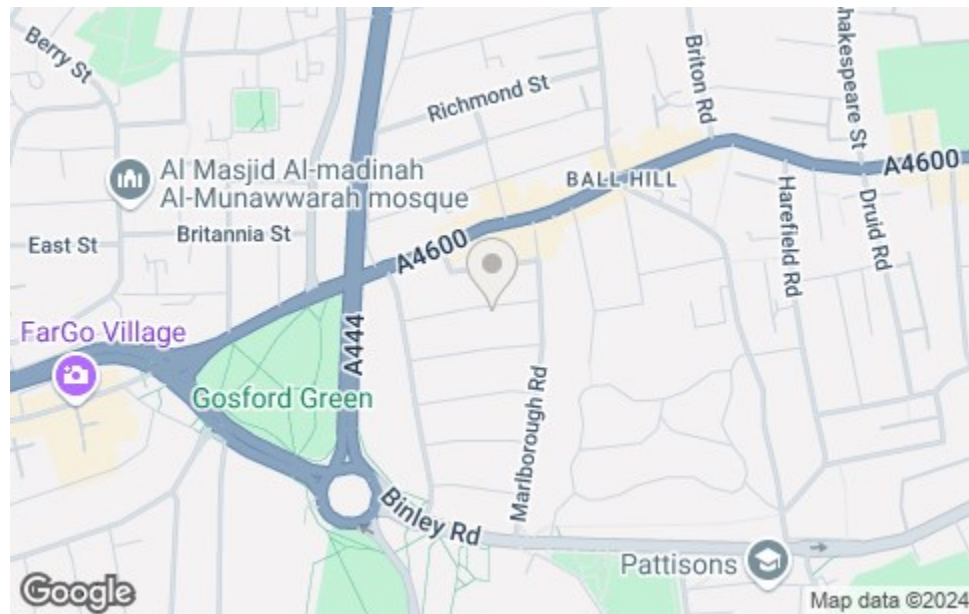 Berry St
Richmond St
Briton Rd
Shakespeare St
Al Masjid Al-madinah
Al-Munawwarah mosque
BALL HILL
A4600
East St
Britannia St
A4600
Harefield Rd
Druid Rd
FarGo Village
A444
Gosford Green
Marlborough Rd
Binley Rd
Pattisons
Google
Map data ©2024